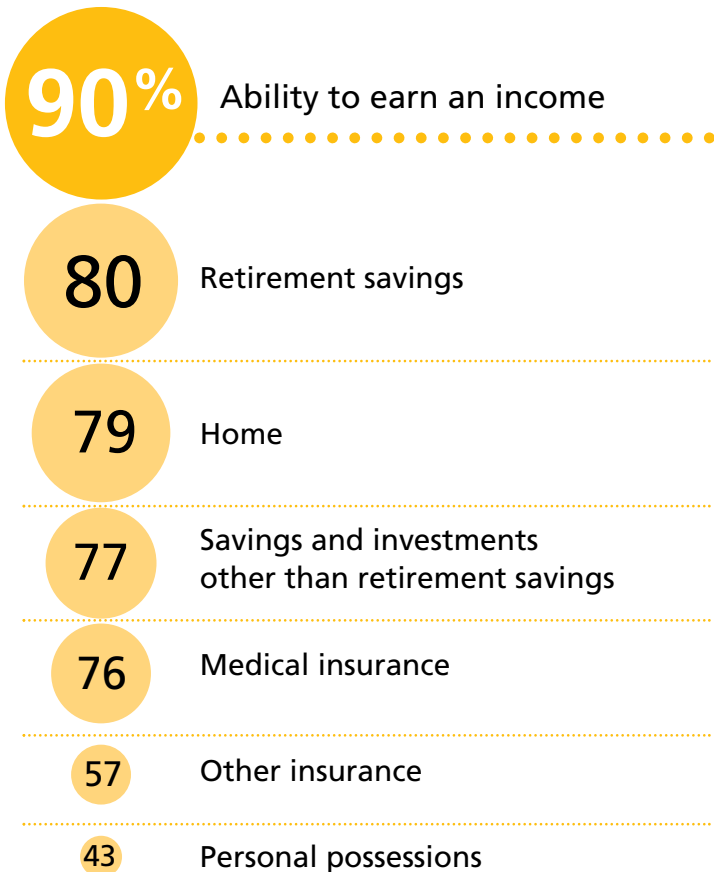 90% Ability to earn an income
80 Retirement savings
79 Home
77 Savings and investments
other than retirement savings
76 Medical insurance
57 Other insurance
43 Personal possessions